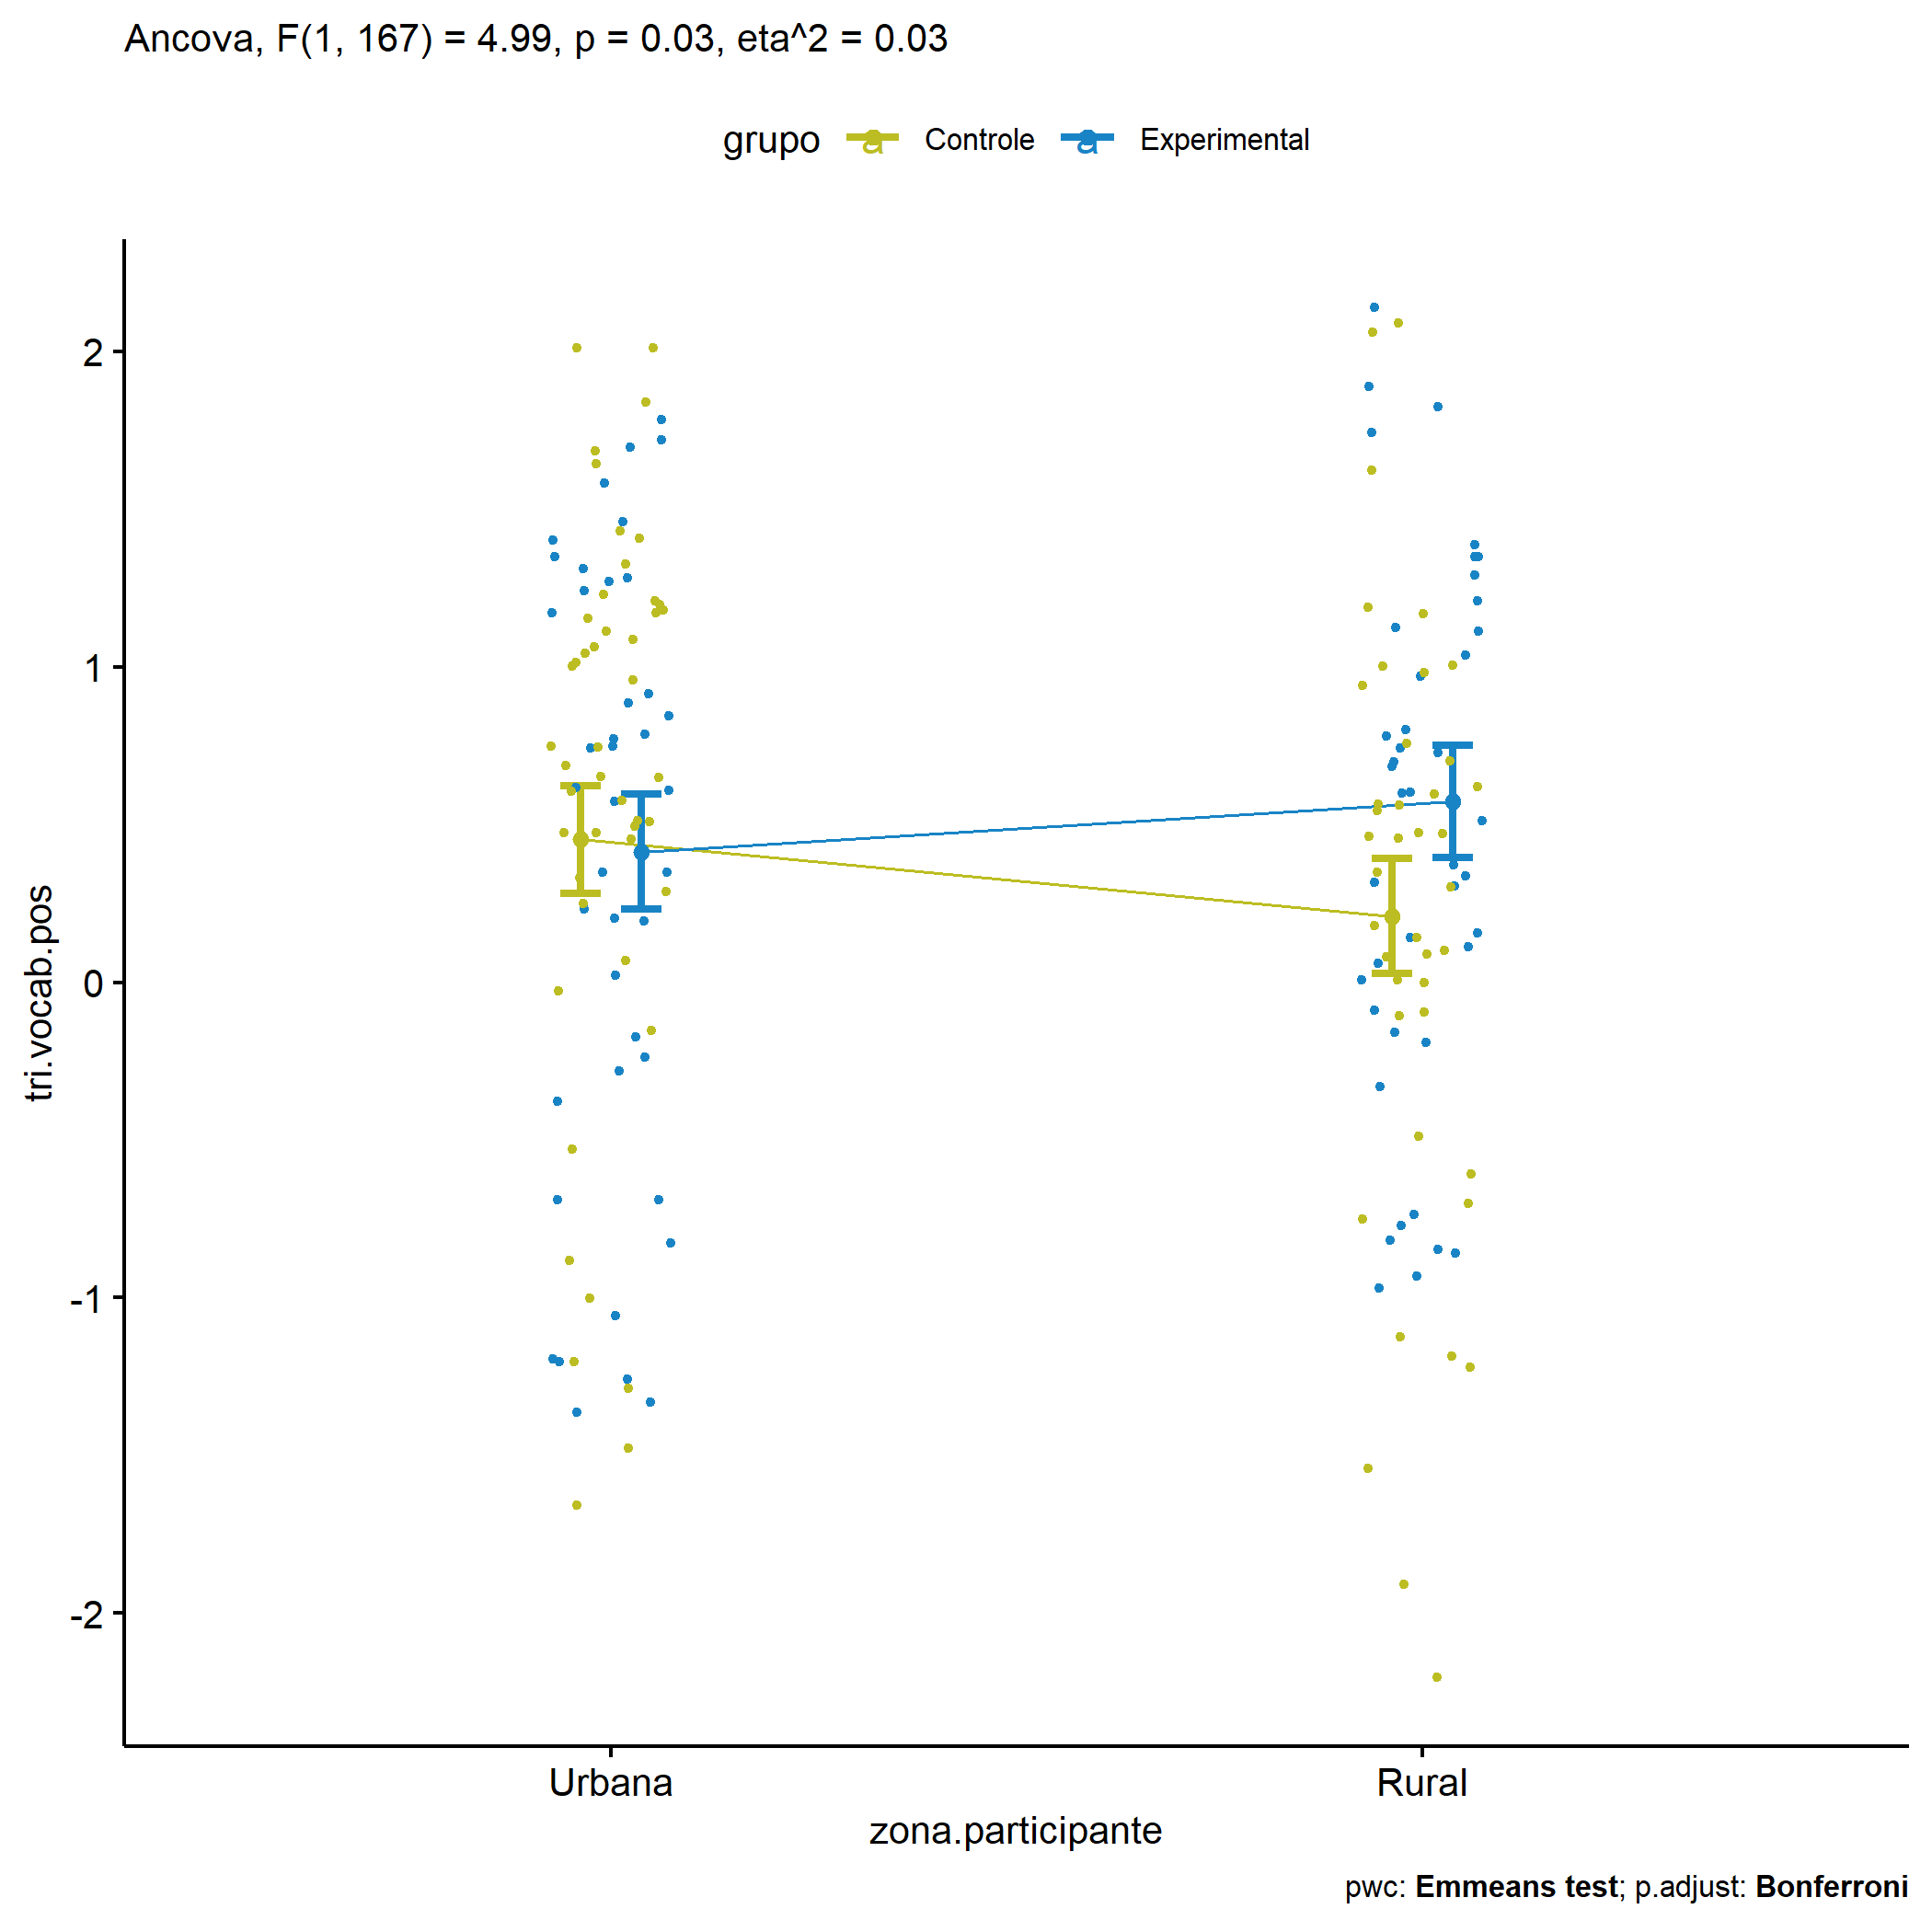 Ancova, F(1, 167) = 4.99, p = 0.03, eta^2 = 0.03
grupo a Controle a Experimental
tri.vocab.pos
2
1
0
-1
-2
Urbana Rural
zona.participante
pwc: Emmeans test; p.adjust: Bonferroni